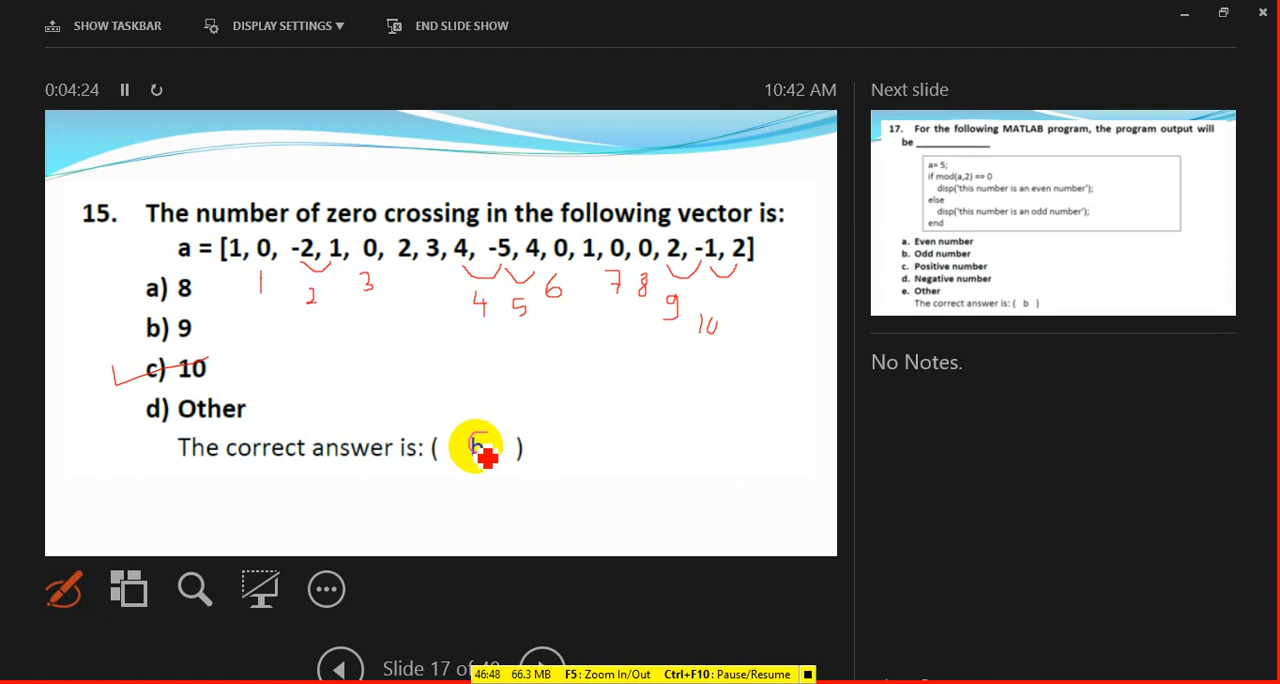 SHOW TASKBAR DISPLAY SETTINGS ▼ END SLIDE SHOW
0:04:24 10:42 AM
15. The number of zero crossing in the following vector is:
a = [1, 0, -2, 1, 0, 2, 3, 4, -5, 4, 0, 1, 0, 0, 2, -1, 2]
1 2 3 4 5 6 7 8 9 10
a) 8
b) 9
c) 10
d) Other
The correct answer is: ( b )
Next slide
17. For the following MATLAB program, the program output will
be ____________
a= 5;
if mod(a,2) == 0
disp('this number is an even number');
else
disp('this number is an odd number');
end
a. Even number
b. Odd number
c. Positive number
d. Negative number
e. Other
The correct answer is: ( b )
No Notes.
Slide 17 of
46:48 66.3 MB F5: Zoom In/Out Ctrl+F10: Pause/Resume